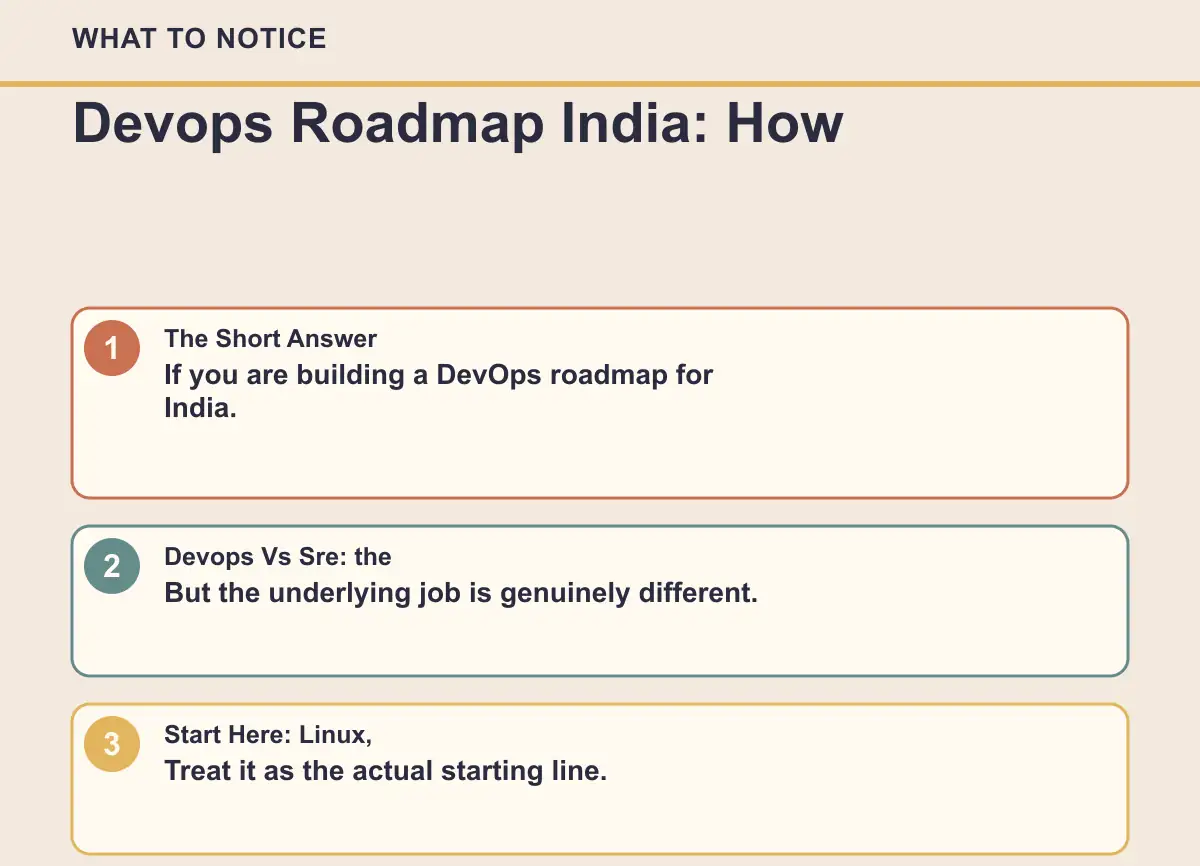 WHAT TO NOTICE
Devops Roadmap India: How
1
The Short Answer
If you are building a DevOps roadmap for
India.
2
Devops Vs Sre: the
But the underlying job is genuinely different.
3
Start Here: Linux,
Treat it as the actual starting line.